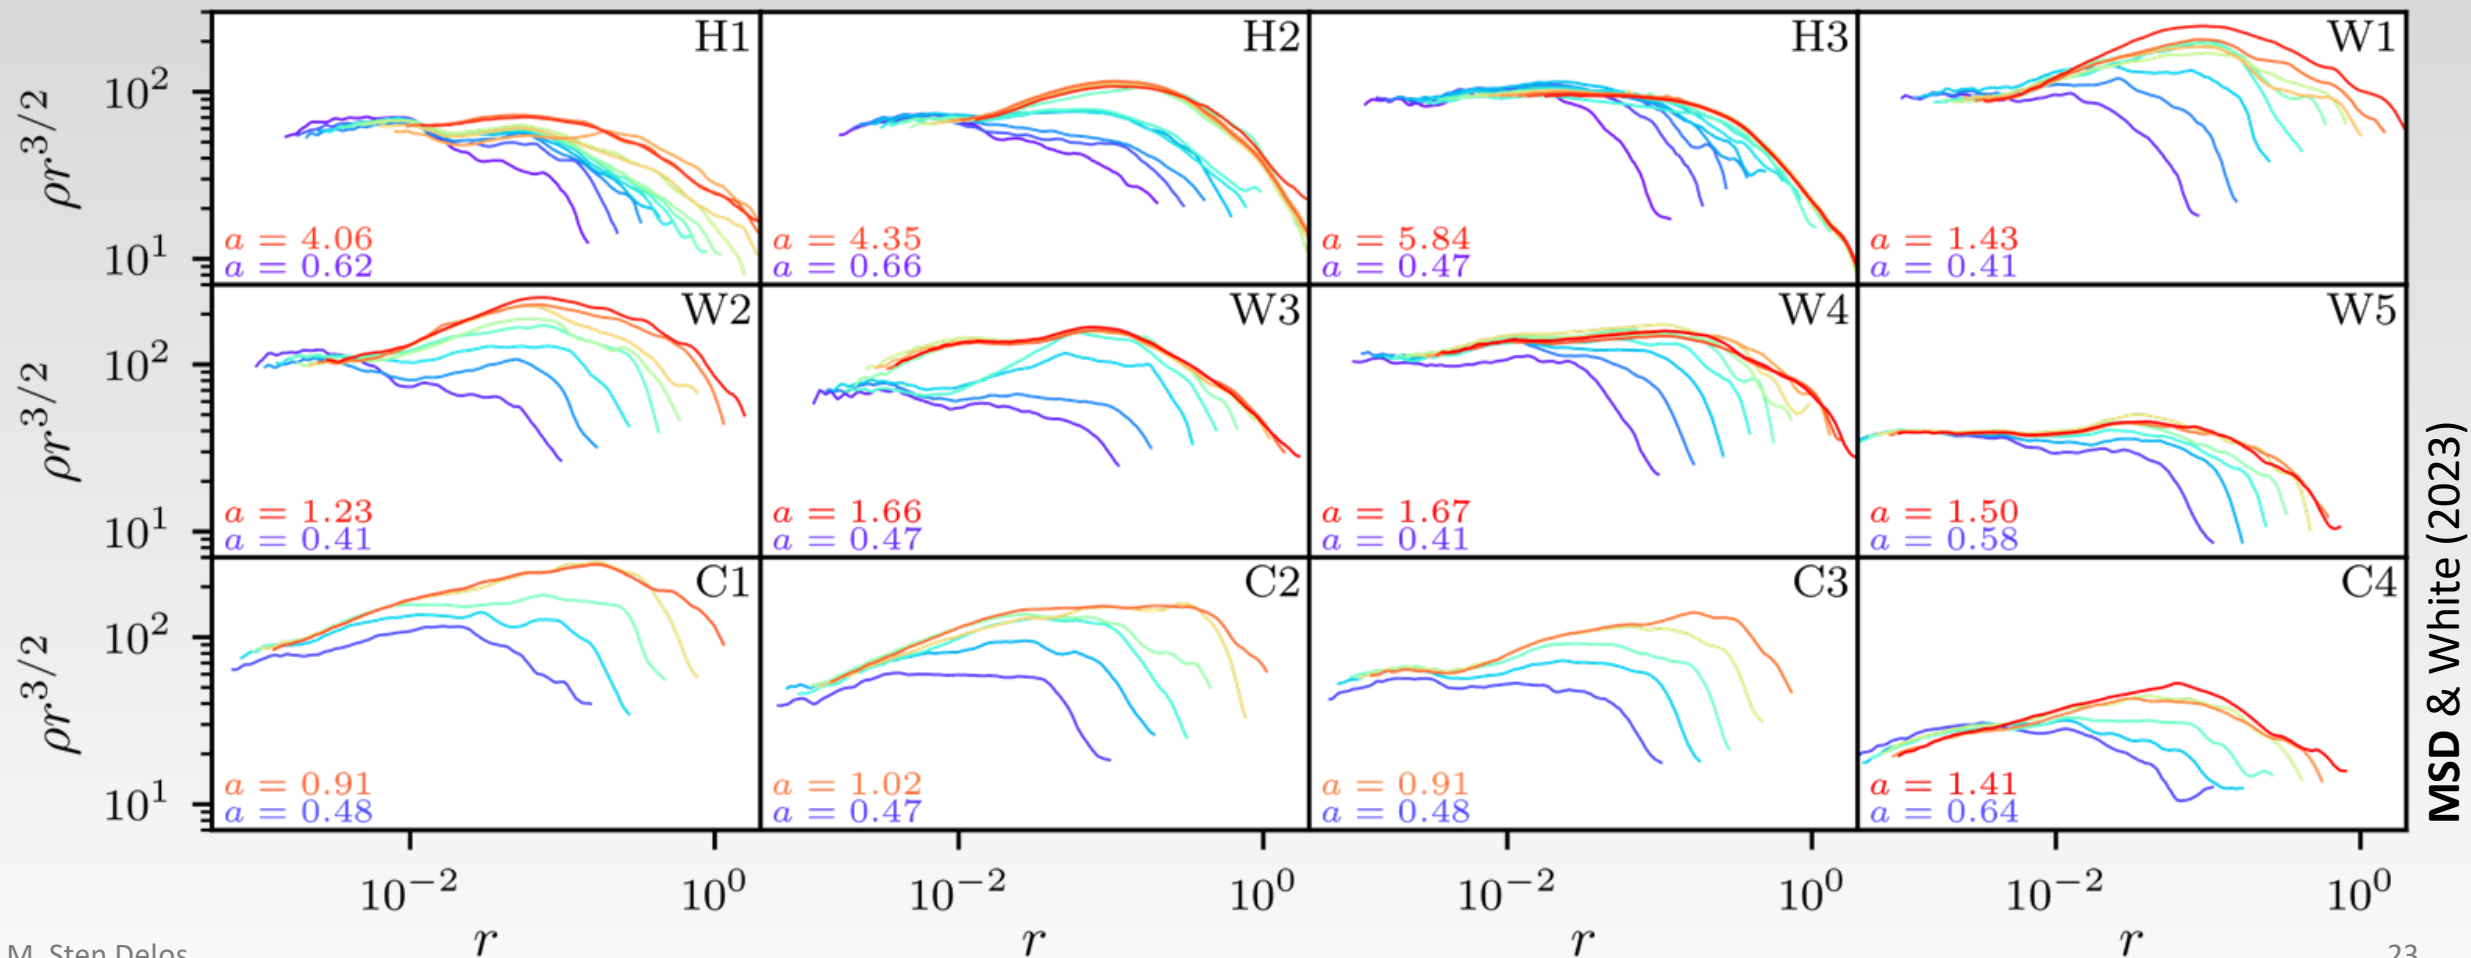 H1
H2
H3
W1
ρr^{3/2}
10^2
10^1
a = 4.06
a = 0.62
a = 4.35
a = 0.66
a = 5.84
a = 0.47
a = 1.43
a = 0.41
W2
W3
W4
W5
ρr^{3/2}
10^2
10^1
a = 1.23
a = 0.41
a = 1.66
a = 0.47
a = 1.67
a = 0.41
a = 1.50
a = 0.58
C1
C2
C3
C4
ρr^{3/2}
10^2
10^1
a = 0.91
a = 0.48
a = 1.02
a = 0.47
a = 0.91
a = 0.48
a = 1.41
a = 0.64
10^{-2} 10^0
10^{-2} 10^0
10^{-2} 10^0
10^{-2} 10^0
r
r
r
r
MSD & White (2023)
M. Sten Delos
23